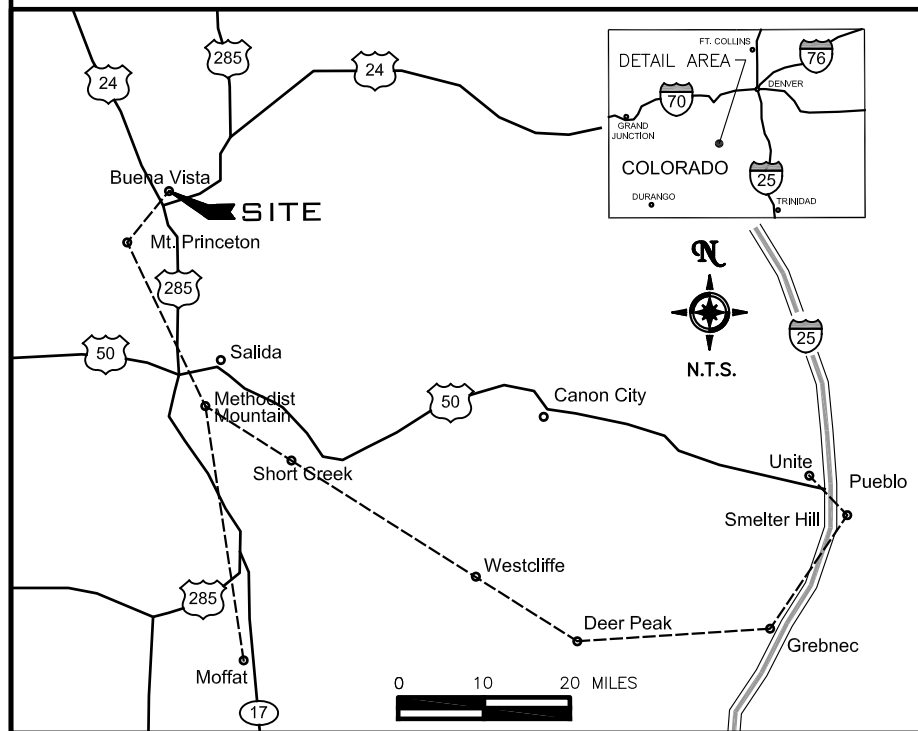 24
285
24
Buena Vista
SITE
Mt. Princeton
285
50
Salida
Methodist
Mountain
50
Canon City
Short Creek
Unite
Pueblo
Smelter Hill
Westcliffe
Deer Peak
Grebnec
285
Moffat
17
0 10 20 MILES
FT. COLLINS
DETAIL AREA
76
DENVER
70
GRAND
JUNCTION
COLORADO
25
DURANGO
TRINIDAD
N
N.T.S.
25